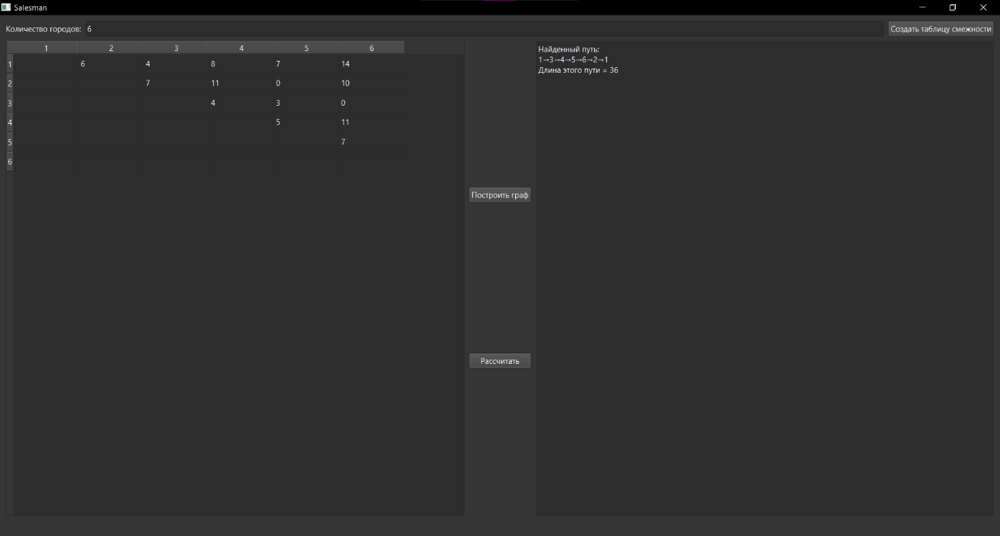 Salesman
Количество городов: 6 Создать таблицу смежности
1 2 3 4 5 6
1 6 4 8 7 14
2 7 11 0 10
3 4 3 0
4 5 11
5 7
6
Найденный путь:
1→3→4→5→6→2→1
Длина этого пути = 36
Построить граф
Рассчитать